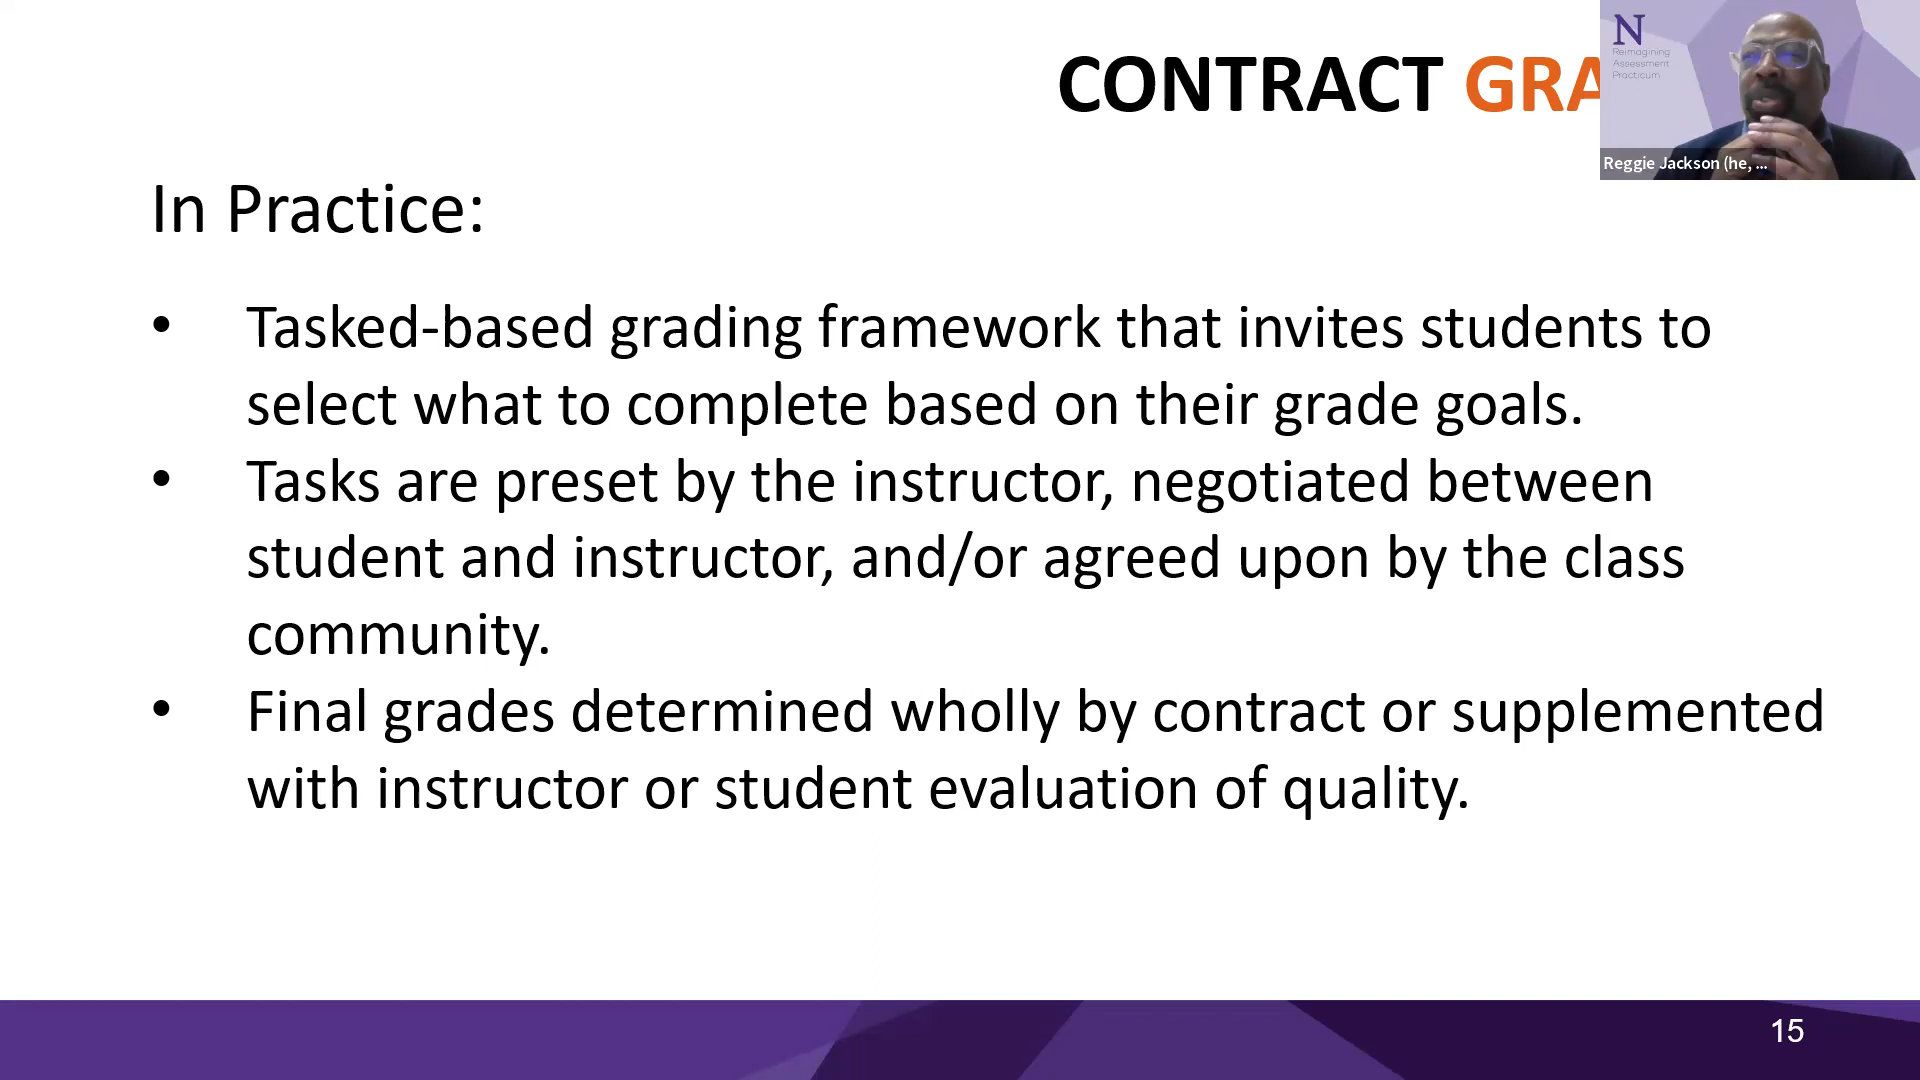 CONTRACT GRA
N
Reimagining
Assessment
Practicum
Reggie Jackson (he, ...
In Practice:
• Tasked-based grading framework that invites students to
select what to complete based on their grade goals.
• Tasks are preset by the instructor, negotiated between
student and instructor, and/or agreed upon by the class
community.
• Final grades determined wholly by contract or supplemented
with instructor or student evaluation of quality.
15